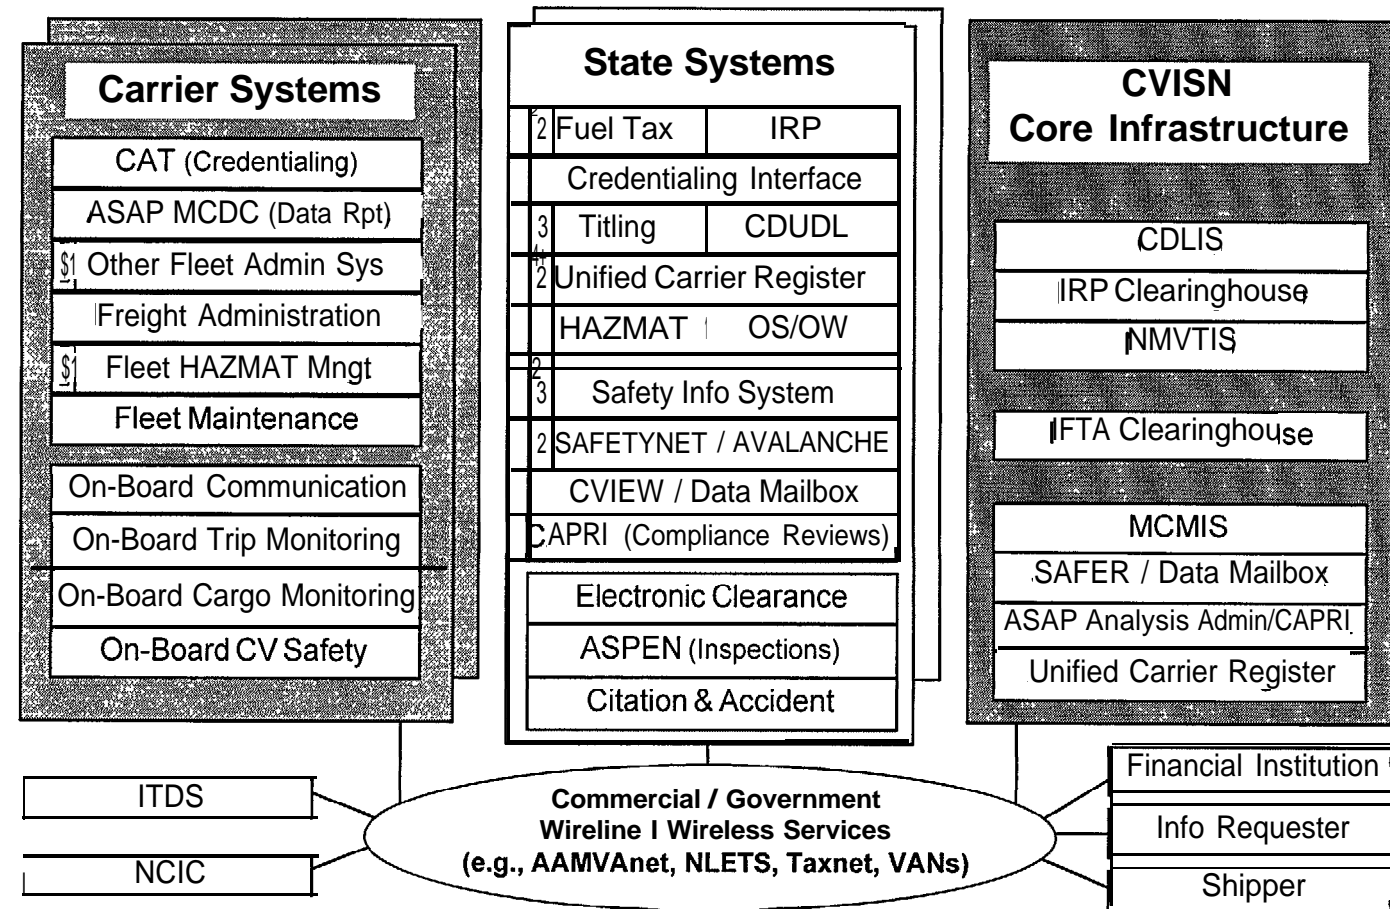 Carrier Systems
CAT (Credentialing)
ASAP MCDC (Data Rpt)
$1 Other Fleet Admin Sys
Freight Administration
$1 Fleet HAZMAT Mngt
Fleet Maintenance
On-Board Communication
On-Board Trip Monitoring
On-Board Cargo Monitoring
On-Board CV Safety
State Systems
2 Fuel Tax IRP
Credentialing Interface
3 Titling CDUDL
2 Unified Carrier Register
HAZMAT OS/OW
2
3 Safety Info System
2 SAFETYNET / AVALANCHE
CVIEW / Data Mailbox
CAPRI (Compliance Reviews)
Electronic Clearance
ASPEN (Inspections)
Citation & Accident
CVISN
Core Infrastructure
CDLIS
IRP Clearinghouse
NMVTIS
IFTA Clearinghouse
MCMIS
SAFER / Data Mailbox
ASAP Analysis Admin/CAPRI
Unified Carrier Register
ITDS
NCIC
Commercial / Government
Wireline I Wireless Services
(e.g., AAMVAnet, NLETS, Taxnet, VANs)
Financial Institution
Info Requester
Shipper